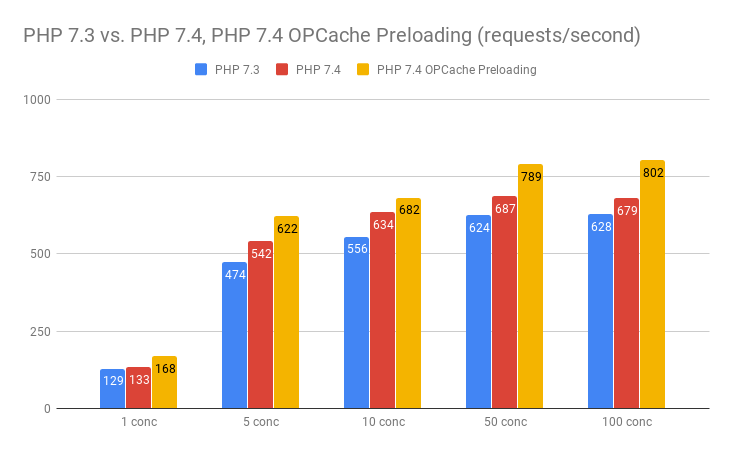 PHP 7.3 vs. PHP 7.4, PHP 7.4 OPCache Preloading (requests/second)
PHP 7.3 PHP 7.4 PHP 7.4 OPCache Preloading
1000
750
500
250
0
129 133 168
474 542 622
556 634 682
624 687 789
628 679 802
1 conc 5 conc 10 conc 50 conc 100 conc